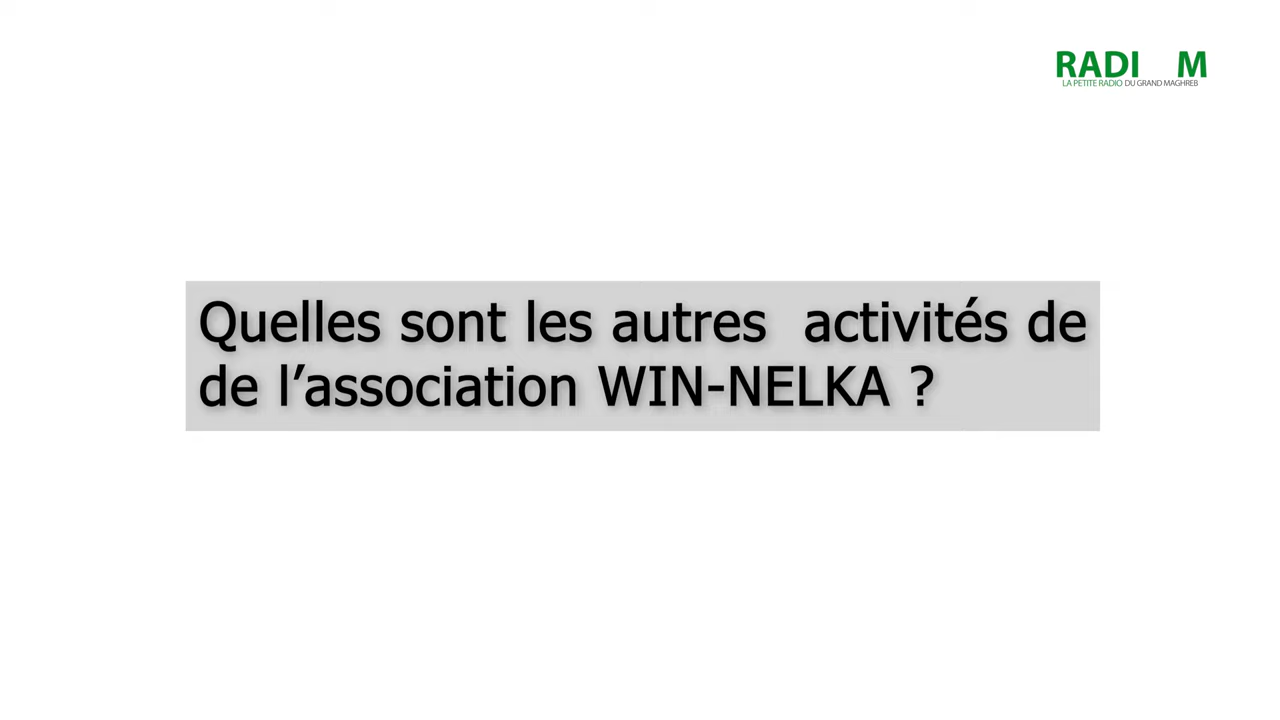 RADI M
LA PETITE RADIO DU GRAND MAGHREB
Quelles sont les autres  activités de
de l’association WIN-NELKA ?